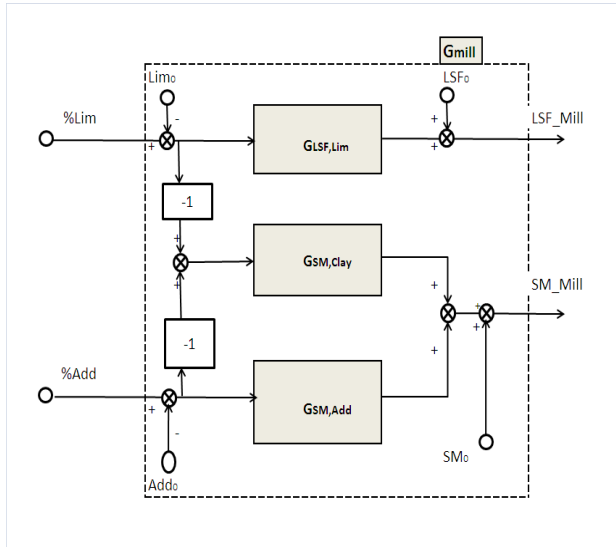 Gmill
Lim₀
LSF₀
%Lim
-
+
+
+
LSF_Mill
GLSF,Lim
-1
+
+
GSM,Clay
+
SM_Mill
+
+
-1
+
%Add
+
GSM,Add
-
SM₀
Add₀